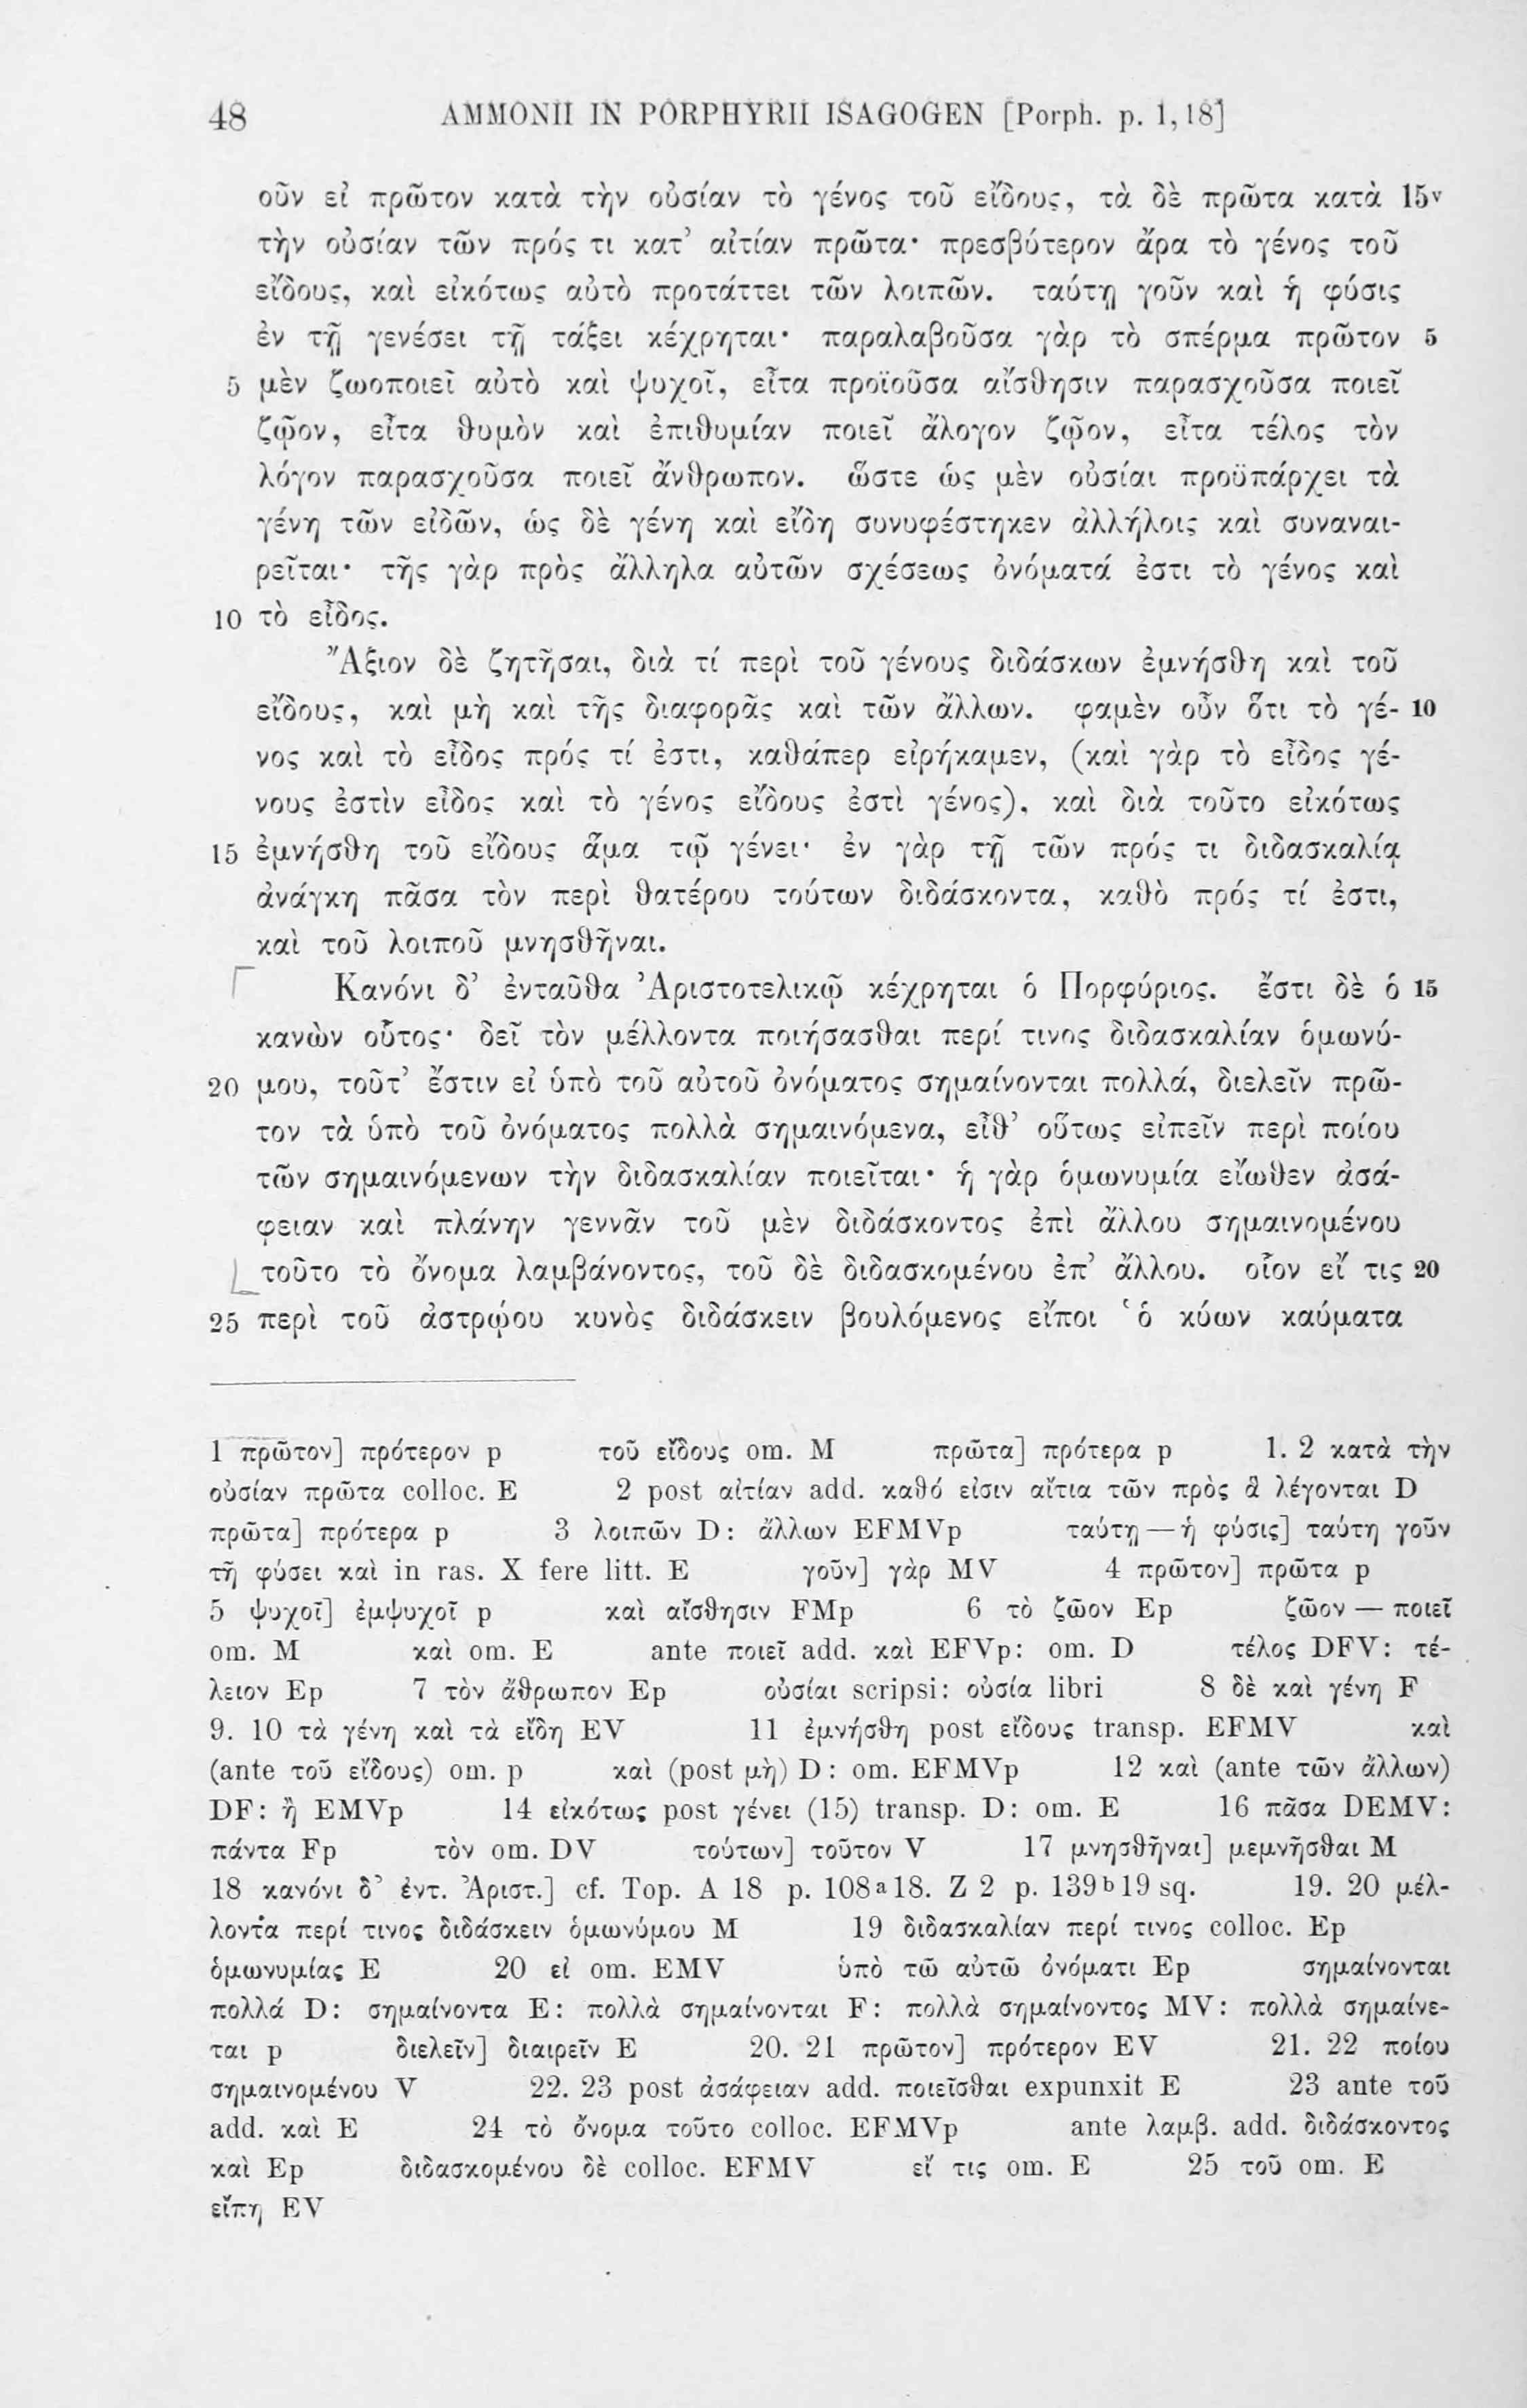 48 AMMONII IN PORPHYRII ISAGOGEN [Porph. p. 1,18]
οὖν εἰ πρῶτον κατὰ τὴν οὐσίαν τὸ γένος τοῦ εἴδους, τὰ δὲ πρῶτα κατὰ 15v
τὴν οὐσίαν τῶν πρός τι κατ’ αἰτίαν πρῶτα· πρεσβύτερον ἄρα τὸ γένος τοῦ
εἴδους, καὶ εἰκότως αὐτὸ προτάττει τῶν λοιπῶν. ταύτῃ γοῦν καὶ ἡ φύσις
ἐν τῇ γενέσει τῇ τάξει κέχρηται· παραλαβοῦσα γὰρ τὸ σπέρμα πρῶτον 5
5 μὲν ζωοποιεῖ αὐτὸ καὶ ψυχοῖ, εἶτα προϊοῦσα αἴσθησιν παρασχοῦσα ποιεῖ
ζῷον, εἶτα θυμὸν καὶ ἐπιθυμίαν ποιεῖ ἄλογον ζῷον, εἶτα τέλος τὸν
λόγον παρασχοῦσα ποιεῖ ἄνθρωπον. ὥστε ὡς μὲν οὐσίαι προϋπάρχει τὰ
γένη τῶν εἰδῶν, ὡς δὲ γένη καὶ εἴδη συνυφέστηκεν ἀλλήλοις καὶ συναναι-
ρεῖται· τῆς γὰρ πρὸς ἄλληλα αὐτῶν σχέσεως ὀνόματά ἐστι τὸ γένος καὶ
10 τὸ εἶδος.
Ἄξιον δὲ ζητῆσαι, διὰ τί περὶ τοῦ γένους διδάσκων ἐμνήσθη καὶ τοῦ
εἴδους, καὶ μὴ καὶ τῆς διαφορᾶς καὶ τῶν ἄλλων. φαμὲν οὖν ὅτι τὸ γέ- 10
νος καὶ τὸ εἶδος πρός τί ἐστι, καθάπερ εἰρήκαμεν, (καὶ γὰρ τὸ εἶδος γέ-
νους ἐστὶν εἶδος καὶ τὸ γένος εἴδους ἐστὶ γένος), καὶ διὰ τοῦτο εἰκότως
15 ἐμνήσθη τοῦ εἴδους ἅμα τῷ γένει· ἐν γὰρ τῇ τῶν πρός τι διδασκαλίᾳ
ἀνάγκη πᾶσα τὸν περὶ θατέρου τούτων διδάσκοντα, καθὸ πρός τί ἐστι,
καὶ τοῦ λοιποῦ μνησθῆναι.
Κανόνι δ’ ἐνταῦθα Ἀριστοτελικῷ κέχρηται ὁ Πορφύριος. ἔστι δὲ ὁ 15
κανὼν οὗτος· δεῖ τὸν μέλλοντα ποιήσασθαι περί τινος διδασκαλίαν ὁμωνύ-
20 μου, τοῦτ’ ἔστιν εἰ ὑπὸ τοῦ αὐτοῦ ὀνόματος σημαίνονται πολλά, διελεῖν πρῶ-
τον τὰ ὑπὸ τοῦ ὀνόματος πολλὰ σημαινόμενα, εἶθ’ οὕτως εἰπεῖν περὶ ποίου
τῶν σημαινόμενων τὴν διδασκαλίαν ποιεῖται· ἡ γὰρ ὁμωνυμία εἴωθεν ἀσά-
φειαν καὶ πλάνην γεννᾶν τοῦ μὲν διδάσκοντος ἐπὶ ἄλλου σημαινομένου
τοῦτο τὸ ὄνομα λαμβάνοντος, τοῦ δὲ διδασκομένου ἐπ’ ἄλλου. οἷον εἴ τις 20
25 περὶ τοῦ ἀστρῴου κυνὸς διδάσκειν βουλόμενος εἴποι ‘ὁ κύων καύματα
1 πρῶτον] πρότερον p τοῦ εἴδους om. M πρῶτα] πρότερα p 1. 2 κατὰ τὴν
οὐσίαν πρῶτα colloc. E 2 post αἰτίαν add. καθό εἰσιν αἴτια τῶν πρὸς ἃ λέγονται D
πρῶτα] πρότερα p 3 λοιπῶν D: ἄλλων EFMVp ταύτῃ — ἡ φύσις] ταύτη γοῦν
τῇ φύσει καὶ in ras. X fere litt. E γοῦν] γὰρ MV 4 πρῶτον] πρῶτα p
5 ψυχοῖ] ἐμψυχοῖ p καὶ αἴσθησιν FMp 6 τὸ ζῶον Ep ζῶον — ποιεῖ
om. M καὶ om. E ante ποιεῖ add. καὶ EFVp: om. D τέλος DFV: τέ-
λειον Ep 7 τὸν ἄθρωπον Ep οὐσίαι scripsi: οὐσία libri 8 δὲ καὶ γένη F
9. 10 τὰ γένη καὶ τὰ εἴδη EV 11 ἐμνήσθη post εἴδους transp. EFMV καὶ
(ante τοῦ εἴδους) om. p καὶ (post μὴ) D: om. EFMVp 12 καὶ (ante τῶν ἄλλων)
DF: ἢ EMVp 14 εἰκότως post γένει (15) transp. D: om. E 16 πᾶσα DEMV:
πάντα Fp τὸν om. DV τούτων] τοῦτον V 17 μνησθῆναι] μεμνῆσθαι M
18 κανόνι δ’ ἐντ. Ἀριστ.] cf. Top. A 18 p. 108a18. Z 2 p. 139b19 sq. 19. 20 μέλ-
λοντα περί τινος διδάσκειν ὁμωνύμου M 19 διδασκαλίαν περί τινος colloc. Ep
ὁμωνυμίας E 20 εἰ om. EMV ὑπὸ τῶ αὐτῶ ὀνόματι Ep σημαίνονται
πολλά D: σημαίνοντα E: πολλὰ σημαίνονται F: πολλὰ σημαίνοντος MV: πολλὰ σημαίνε-
ται p διελεῖν] διαιρεῖν E 20. 21 πρῶτον] πρότερον EV 21. 22 ποίου
σημαινομένου V 22. 23 post ἀσάφειαν add. ποιεῖσθαι expunxit E 23 ante τοῦ
add. καὶ E 24 τὸ ὄνομα τοῦτο colloc. EFMVp ante λαμβ. add. διδάσκοντος
καὶ Ep διδασκομένου δὲ colloc. EFMV εἴ τις om. E 25 τοῦ om. E
εἴπῃ EV